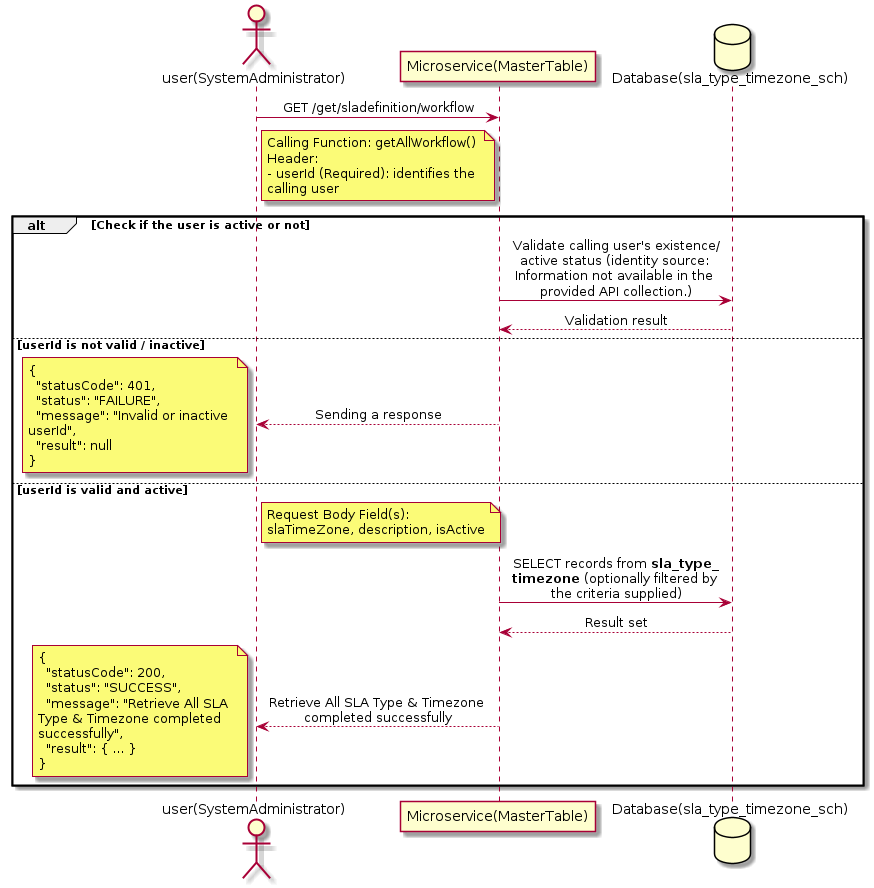 user(SystemAdministrator)
Microservice(MasterTable)
Database(sla_type_timezone_sch)
GET /get/sladefinition/workflow
Calling Function: getAllWorkflow()
Header:
- userId (Required): identifies the
calling user
alt
[Check if the user is active or not]
Validate calling user's existence/
active status (identity source:
Information not available in the
provided API collection.)
Validation result
[userId is not valid / inactive]
{
"statusCode": 401,
"status": "FAILURE",
"message": "Invalid or inactive
userId",
"result": null
}
Sending a response
[userId is valid and active]
Request Body Field(s):
slaTimeZone, description, isActive
SELECT records from sla_type_
timezone (optionally filtered by
the criteria supplied)
Result set
{
"statusCode": 200,
"status": "SUCCESS",
"message": "Retrieve All SLA
Type & Timezone completed
successfully",
"result": { ... }
}
Retrieve All SLA Type & Timezone
completed successfully
user(SystemAdministrator)
Microservice(MasterTable)
Database(sla_type_timezone_sch)